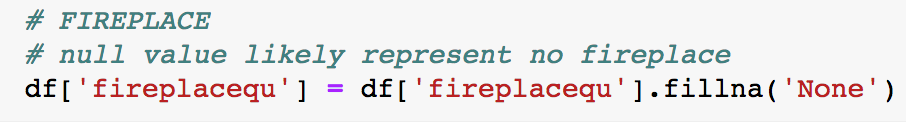 # FIREPLACE
# null value likely represent no fireplace
df['fireplacequ'] = df['fireplacequ'].fillna('None')